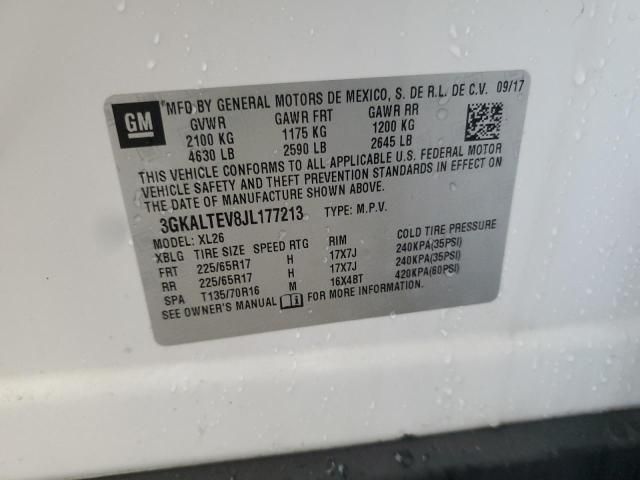 GM
MFD BY GENERAL MOTORS DE MEXICO, S. DE R.L. DE C.V. 09/17
GVWR GAWR FRT GAWR RR
2100 KG 1175 KG 1200 KG
4630 LB 2590 LB 2645 LB
THIS VEHICLE CONFORMS TO ALL APPLICABLE U.S. FEDERAL MOTOR
VEHICLE SAFETY AND THEFT PREVENTION STANDARDS IN EFFECT ON
THE DATE OF MANUFACTURE SHOWN ABOVE.
3GKALTEV8JL177213 TYPE: M.P.V.
MODEL: XL26
XBLG TIRE SIZE SPEED RTG RIM COLD TIRE PRESSURE
FRT 225/65R17 H 17X7J 240KPA(35PSI)
RR 225/65R17 H 17X7J 240KPA(35PSI)
SPA T135/70R16 M 16X4BT 420KPA(60PSI)
SEE OWNER'S MANUAL FOR MORE INFORMATION.